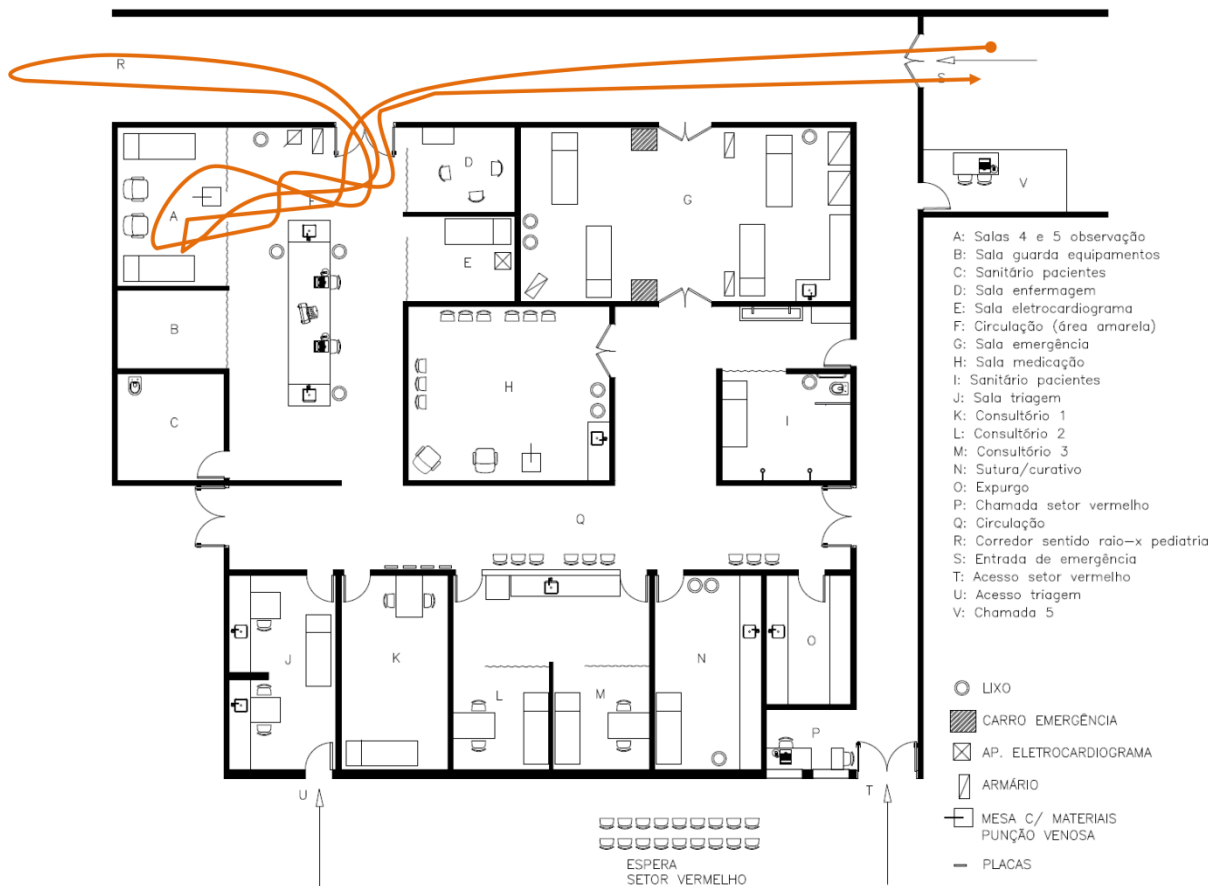 R
S
D
V
A
F
G
E
B
H
C
I
Q
J
K
L
M
N
O
P
U
T
ESPERA
SETOR VERMELHO
A: Salas 4 e 5 observação
B: Sala guarda equipamentos
C: Sanitário pacientes
D: Sala enfermagem
E: Sala eletrocardiograma
F: Circulação (área amarela)
G: Sala emergência
H: Sala medicação
I: Sanitário pacientes
J: Sala triagem
K: Consultório 1
L: Consultório 2
M: Consultório 3
N: Sutura/curativo
O: Expurgo
P: Chamada setor vermelho
Q: Circulação
R: Corredor sentido raio-x pediatria
S: Entrada de emergência
T: Acesso setor vermelho
U: Acesso triagem
V: Chamada 5
LIXO
CARRO EMERGÊNCIA
AP. ELETROCARDIOGRAMA
ARMÁRIO
MESA C/ MATERIAIS
PUNÇÃO VENOSA
PLACAS